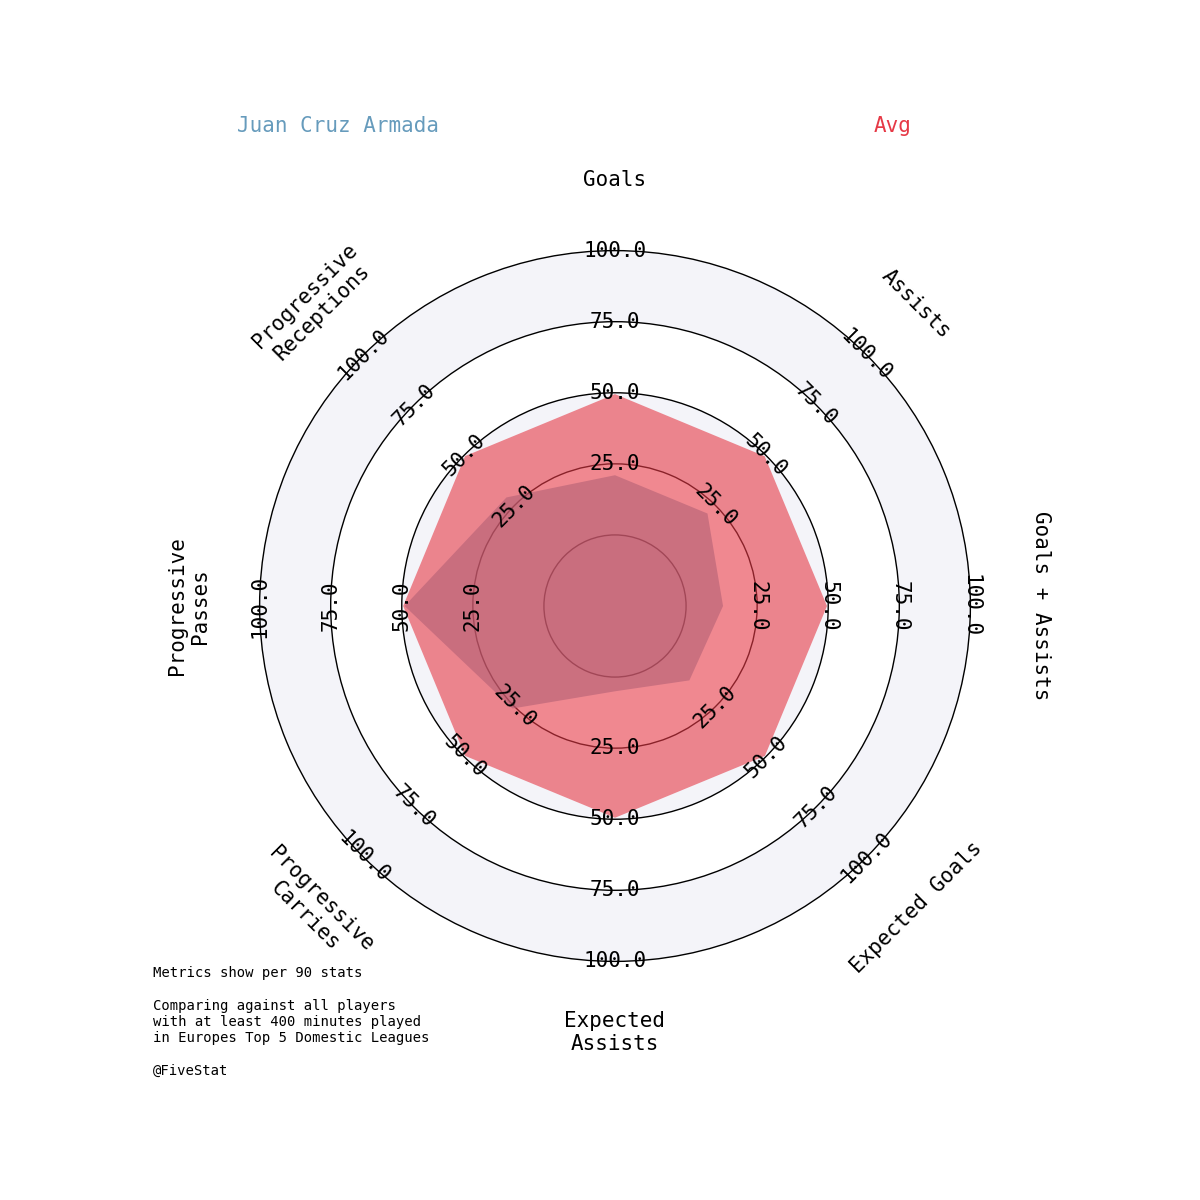 Juan Cruz Armada
Avg
Goals
Progressive
Receptions
Assists
100.0
75.0
50.0
25.0
100.0
75.0
50.0
25.0
100.0
75.0
50.0
25.0
Progressive
Passes
100.0
75.0
50.0
25.0
25.0
50.0
75.0
100.0
Goals + Assists
25.0
50.0
75.0
100.0
25.0
50.0
75.0
100.0
25.0
50.0
75.0
100.0
Progressive
Carries
Expected Goals
Expected
Assists
Metrics show per 90 stats
Comparing against all players
with at least 400 minutes played
in Europes Top 5 Domestic Leagues
@FiveStat